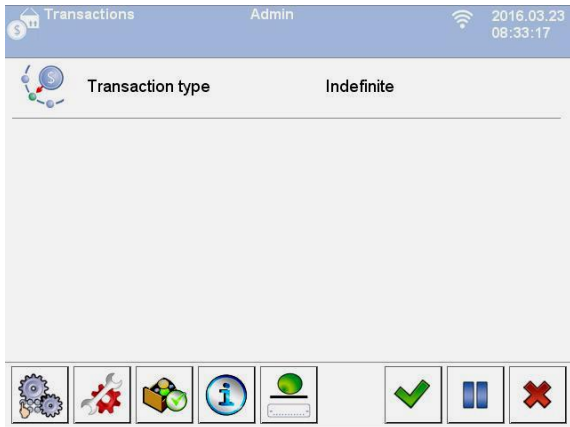 Transactions Admin 2016.03.23
08:33:17
Transaction type Indefinite